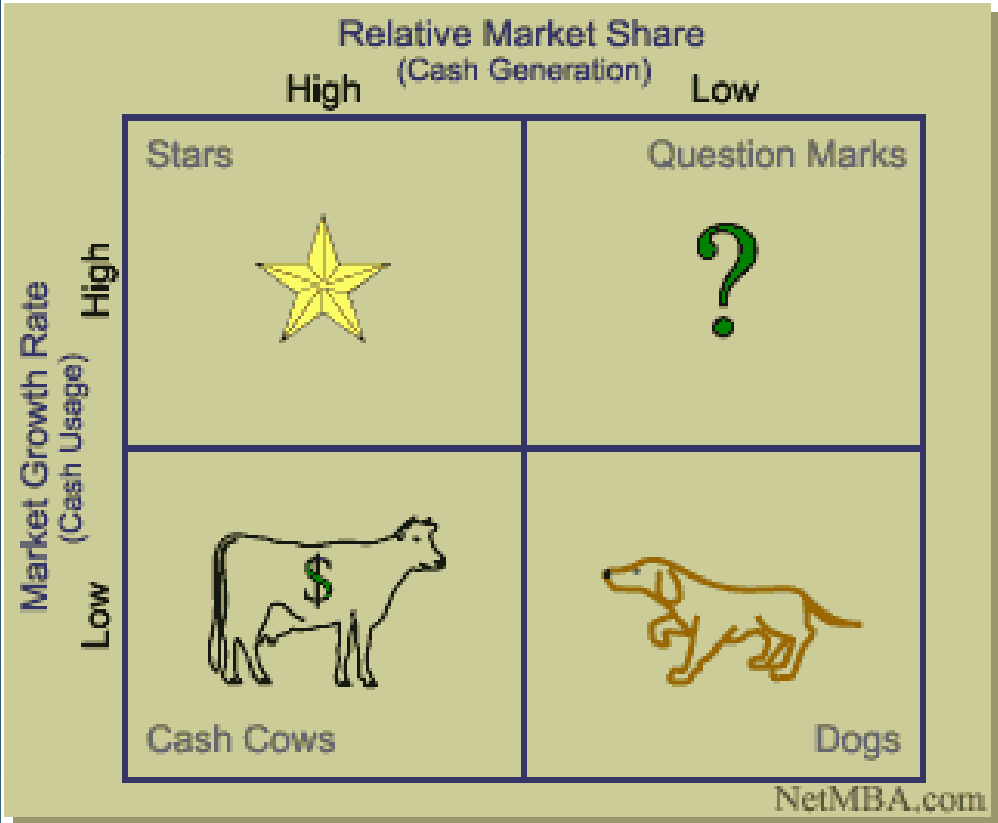 Relative Market Share
(Cash Generation)
High
Low
Stars
Question Marks
Market Growth Rate
(Cash Usage)
High
Low
$
?
Cash Cows
Dogs
NetMBA.com